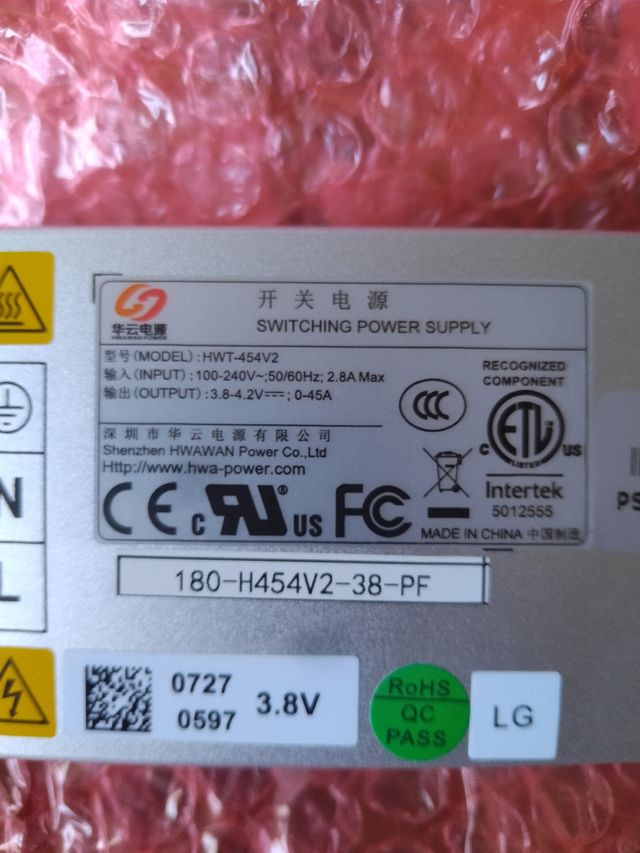 开关电源
SWITCHING POWER SUPPLY
华云电源
HWAWAN POWER
型号(MODEL):HWT-454V2
输入(INPUT): 100-240V~;50/60Hz; 2.8A Max
输出(OUTPUT): 3.8-4.2V⎓; 0-45A
深圳市华云电源有限公司
Shenzhen HWAWAN Power Co.,Ltd
Http://www.hwa-power.com
CCC
RECOGNIZED
COMPONENT
C ETL US
LISTED
Intertek
5012555
CE c RU® US FC
MADE IN CHINA 中国制造
N
L
PS
180-H454V2-38-PF
0727
0597
3.8V
RoHS
QC
PASS
LG